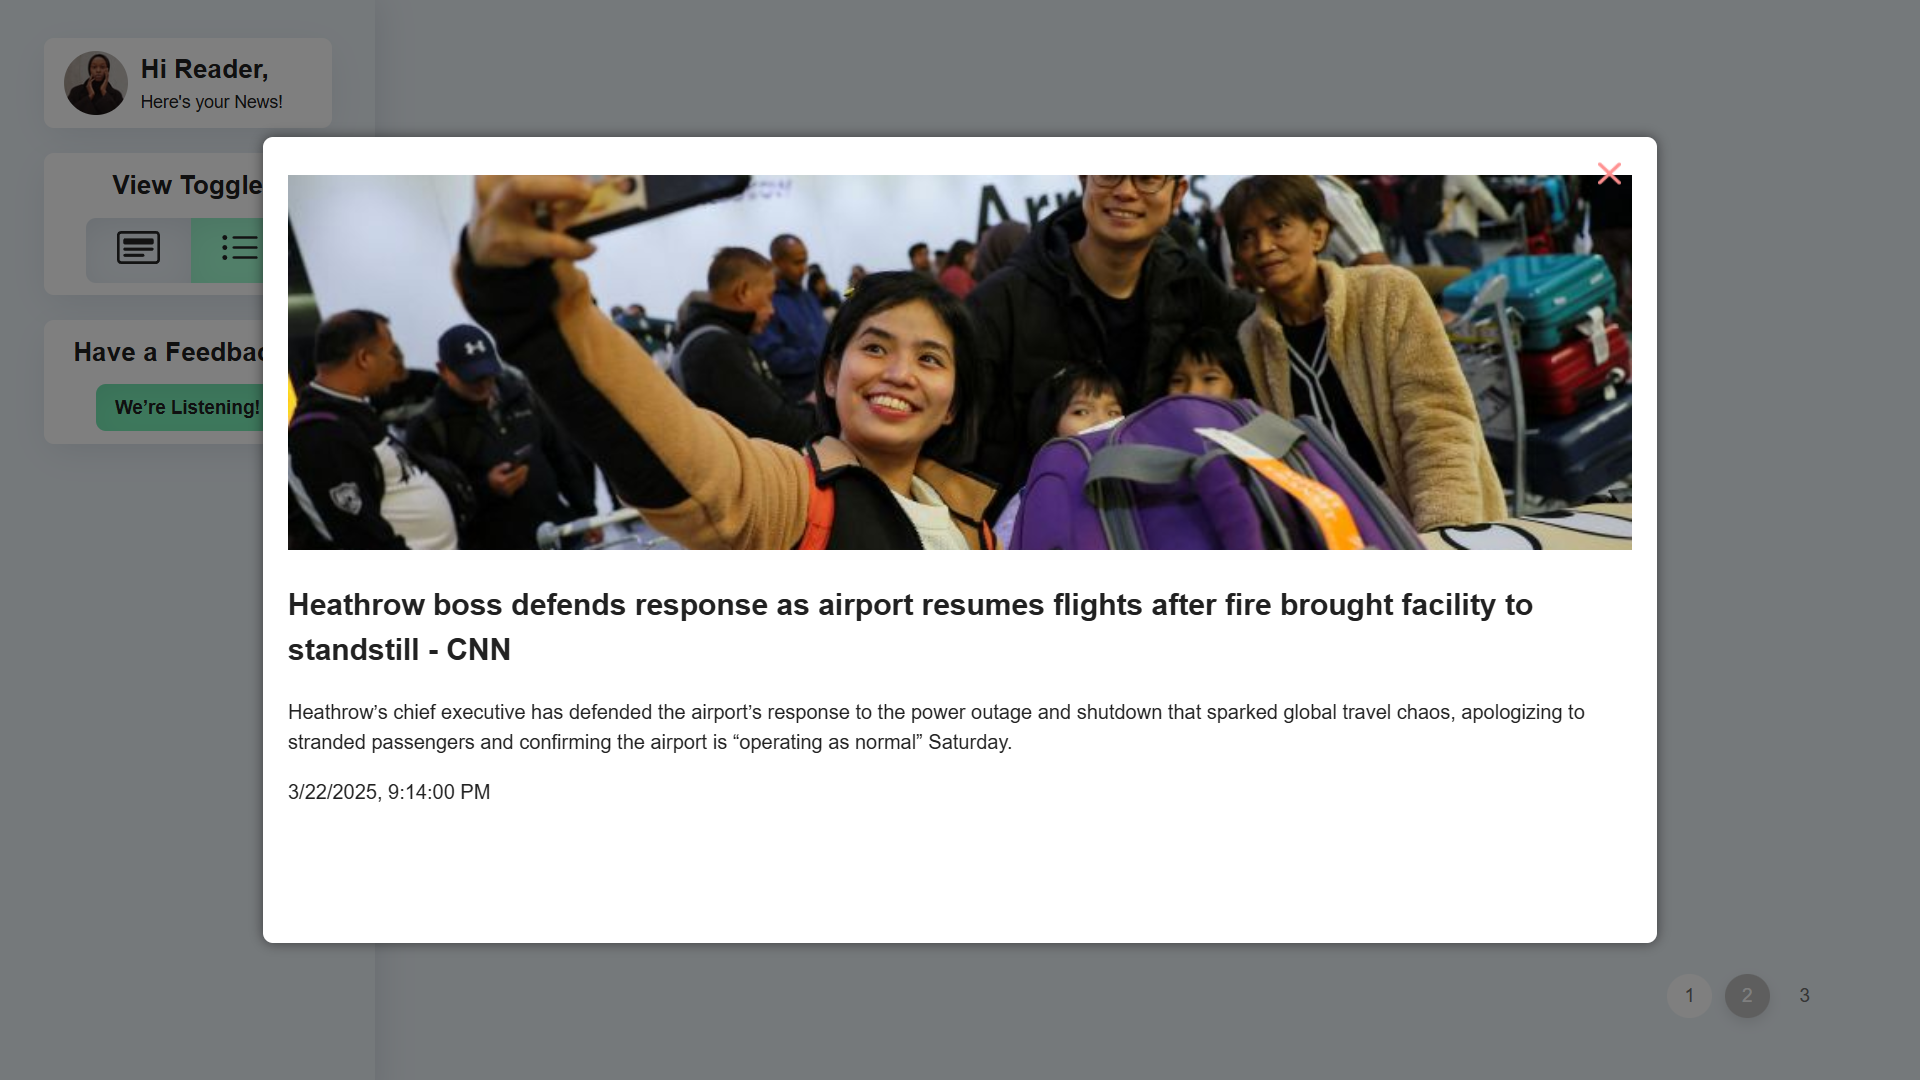 Hi Reader,
Here's your News!
View Toggle
Have a Feedbac
We’re Listening!
Heathrow boss defends response as airport resumes flights after fire brought facility to
standstill - CNN
Heathrow’s chief executive has defended the airport’s response to the power outage and shutdown that sparked global travel chaos, apologizing to
stranded passengers and confirming the airport is “operating as normal” Saturday.
3/22/2025, 9:14:00 PM
1 2 3